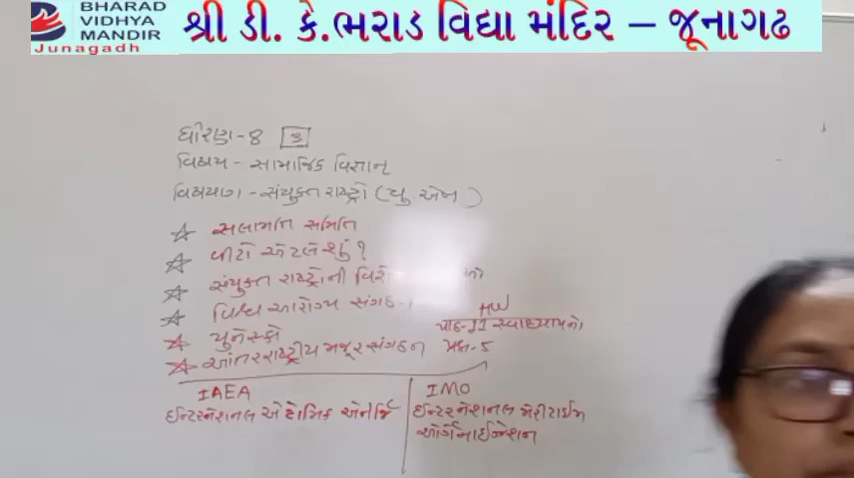 BHARAD
VIDHYA
MANDIR
Junagadh
શ્રી ડી. કે.ભરાડ વિદ્યા મંદિર – જૂનાગઢ
ધોરણ-8 3
વિષય - સામાજિક વિજ્ઞાન
વિષયાંગ - સંયુક્ત રાષ્ટ્રો (યુ એન)
સલામતિ સમિતિ
વીટો એટલે શું?
સંયુક્ત રાષ્ટ્રોની
વિશ્વ આરોગ્ય
યુનેસ્કો
આંતરરાષ્ટ્રીય મજૂર સંગઠન
HW
પાઠ-11 સ્વાધ્યાયનો
પ્રશ્ન-5
IAEA
ઈન્ટરનેશનલ એટોમિક એનર્જિ
IMO
ઈન્ટરનેશનલ મેરીટાઈમ
ઓર્ગેનાઈઝેશન